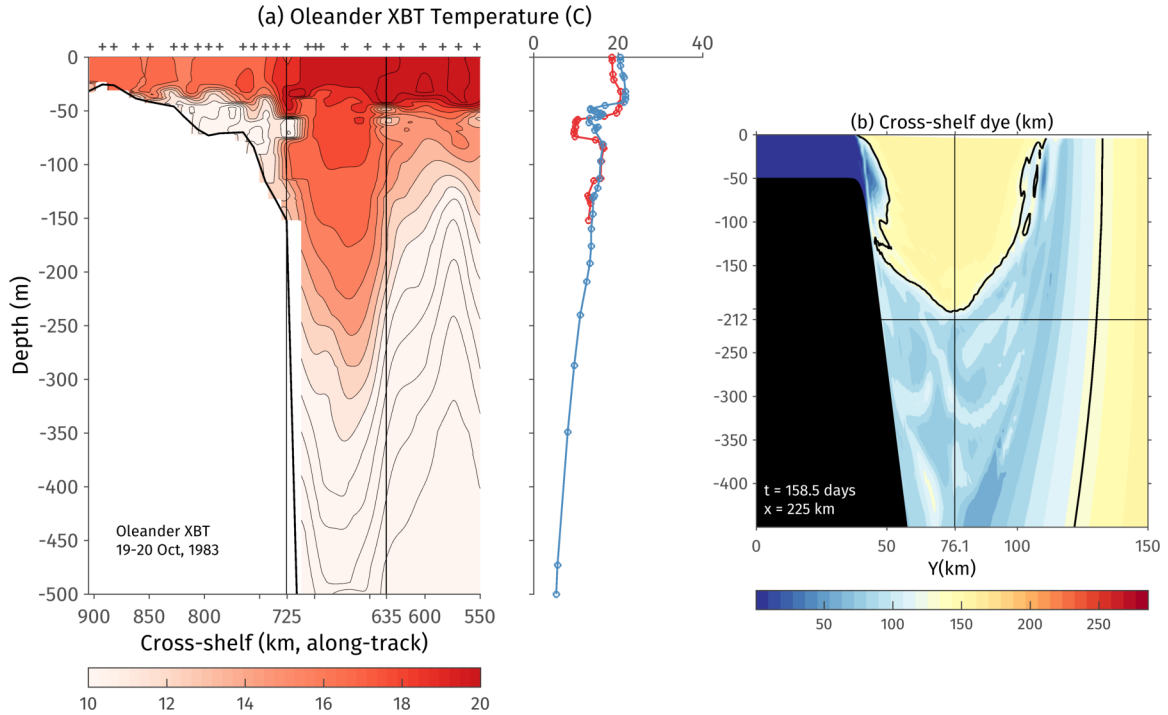 (a) Oleander XBT Temperature (C)
0 20 40
0
-50
-100
-150
-200
-250
-300
-350
-400
-450
-500
Depth (m)
Oleander XBT
19-20 Oct, 1983
900 850 800 725 635 600 550
Cross-shelf (km, along-track)
10 12 14 16 18 20
(b) Cross-shelf dye (km)
0
-50
-100
-150
-212
-250
-300
-350
-400
t = 158.5 days
x = 225 km
0 50 76.1 100 150
Y(km)
50 100 150 200 250